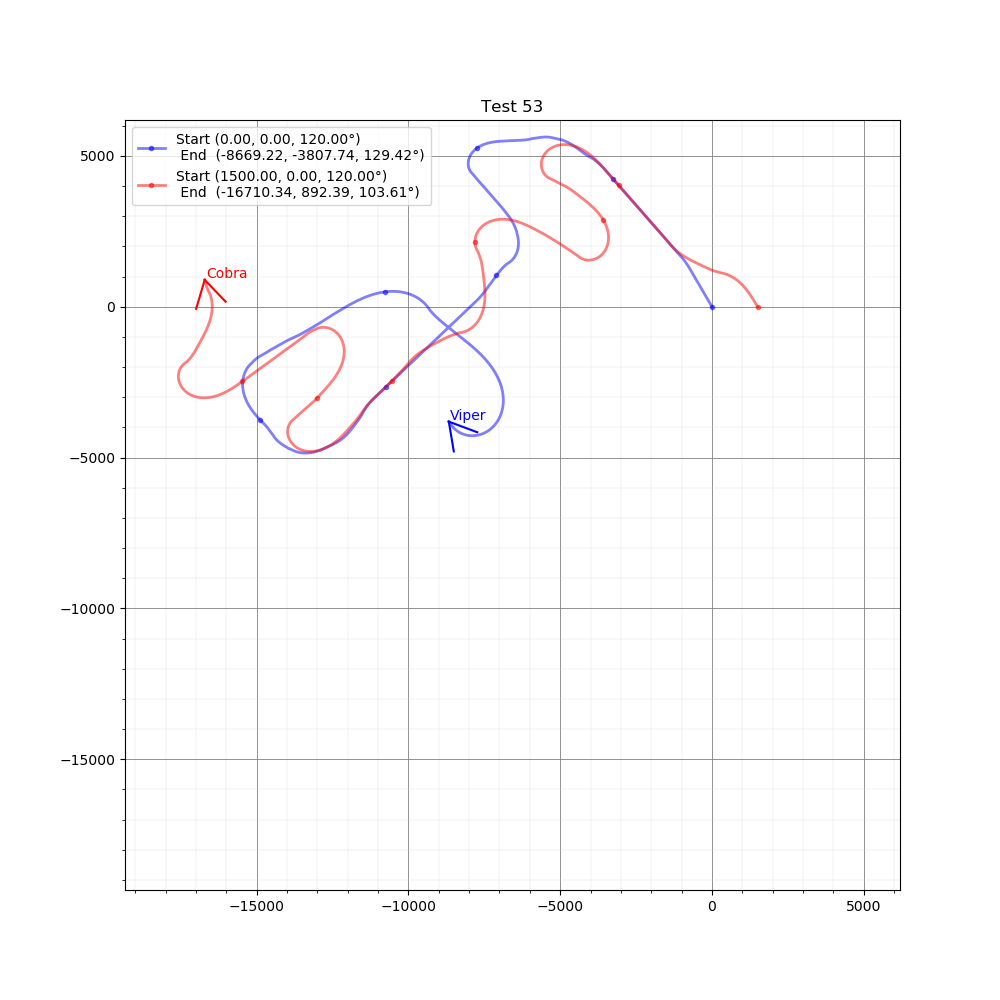 Test 53
Start (0.00, 0.00, 120.00°)
End  (-8669.22, -3807.74, 129.42°)
Start (1500.00, 0.00, 120.00°)
End  (-16710.34, 892.39, 103.61°)
5000
0
−5000
−10000
−15000
Cobra
Viper
−15000
−10000
−5000
0
5000